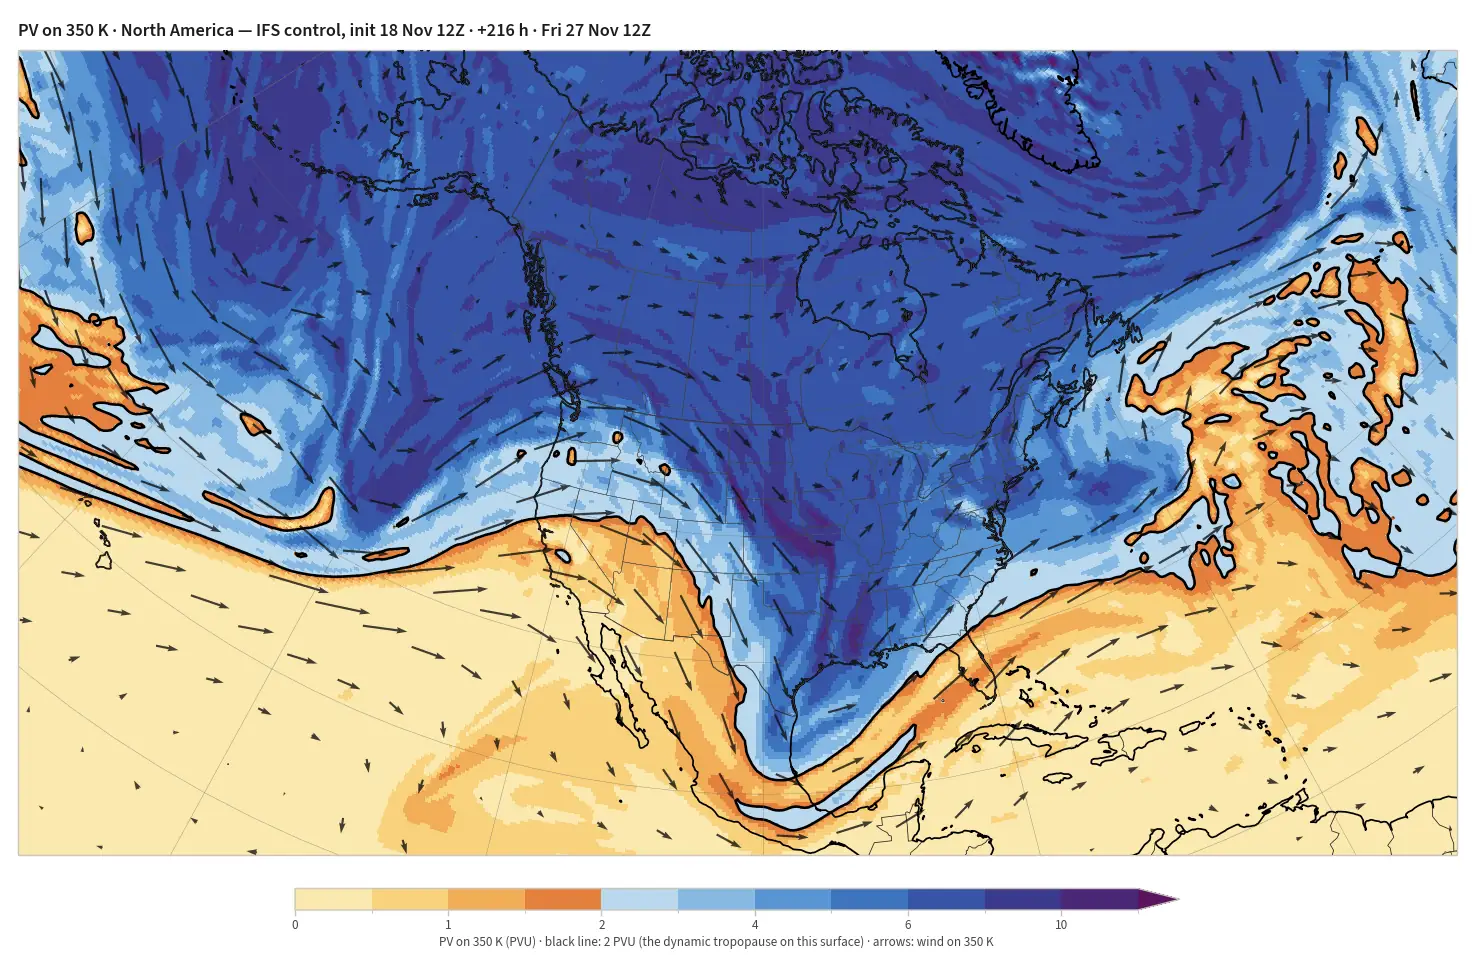 PV on 350 K · North America — IFS control, init 18 Nov 12Z · +216 h · Fri 27 Nov 12Z
0 1 2 4 6 10
PV on 350 K (PVU) · black line: 2 PVU (the dynamic tropopause on this surface) · arrows: wind on 350 K